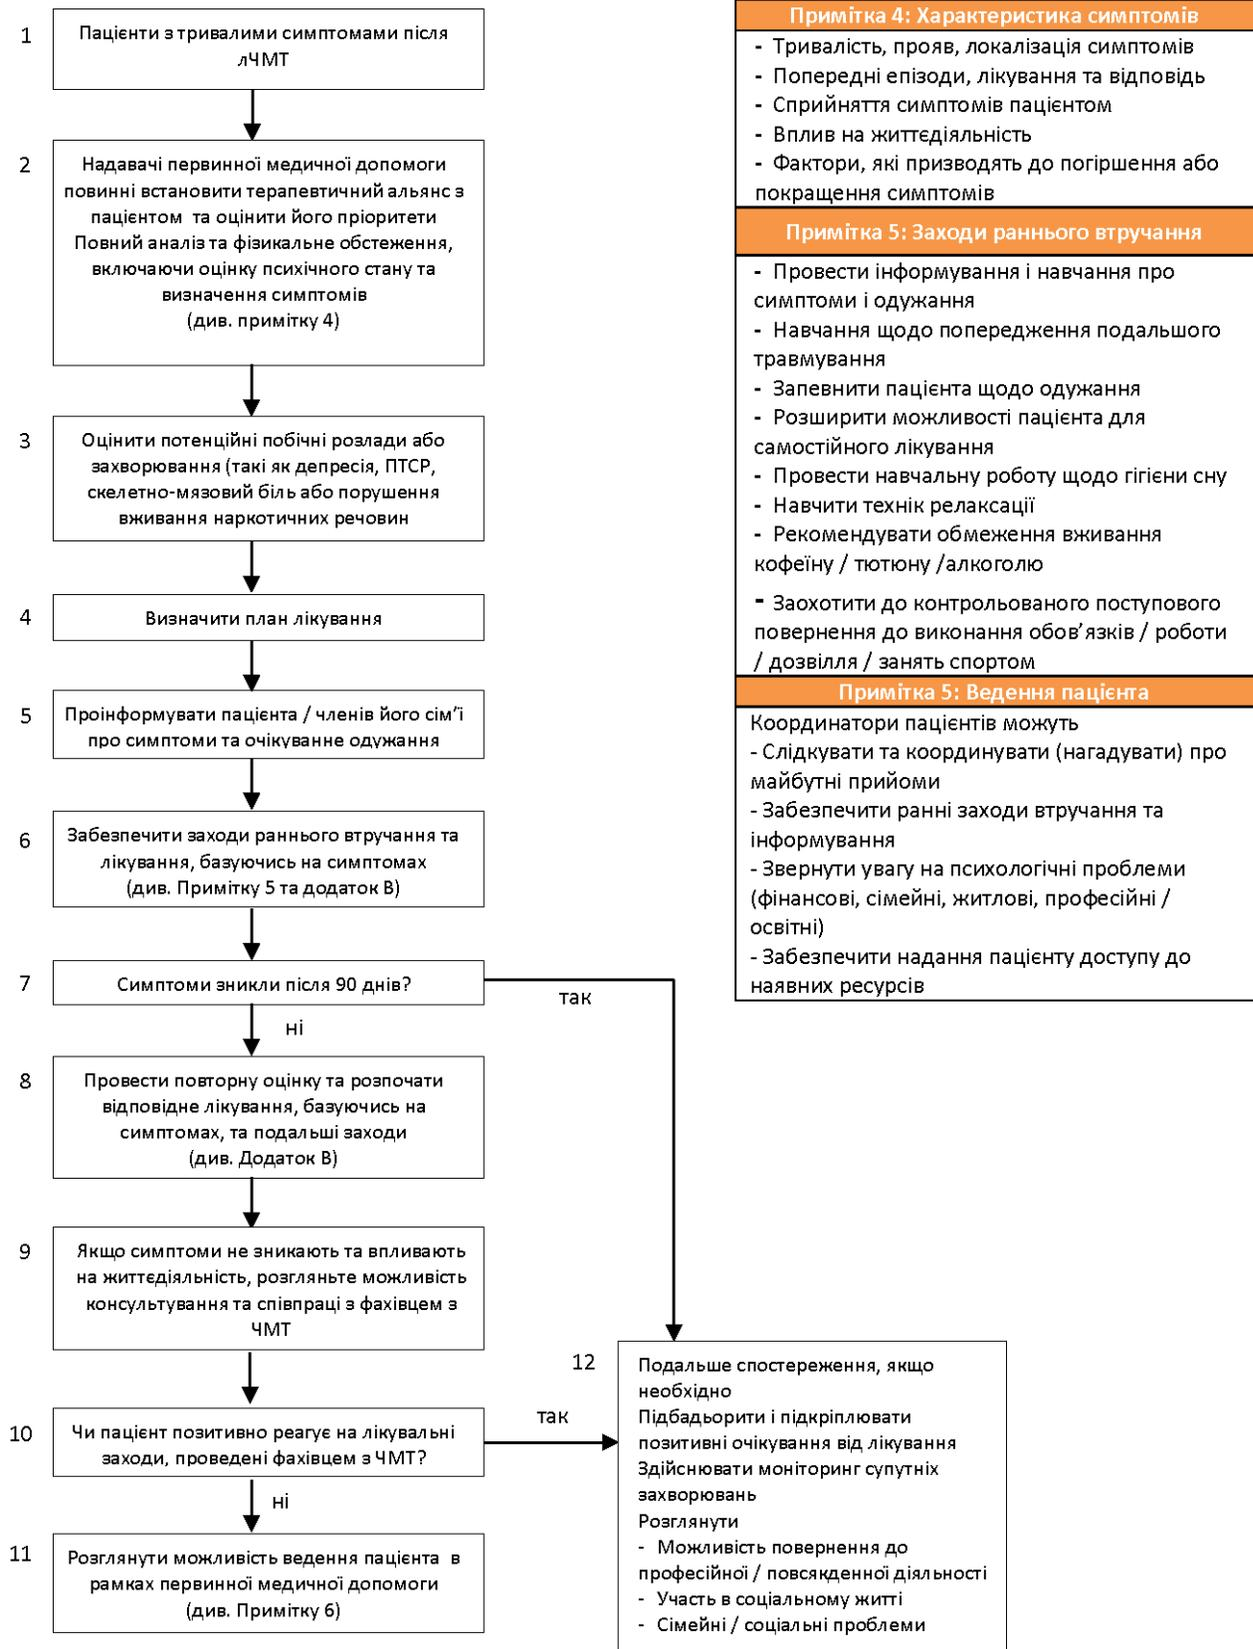 1
Пацієнти з тривалими симптомами після
лЧМТ
2
Надавачі первинної медичної допомоги
повинні встановити терапевтичний альянс з
пацієнтом та оцінити його пріоритети
Повний аналіз та фізикальне обстеження,
включаючи оцінку психічного стану та
визначення симптомів
(див. примітку 4)
3
Оцінити потенційні побічні розлади або
захворювання (такі як депресія, ПТСР,
скелетно-мязовий біль або порушення
вживання наркотичних речовин
4
Визначити план лікування
5
Проінформувати пацієнта / членів його сім'ї
про симптоми та очікуванне одужання
6
Забезпечити заходи раннього втручання та
лікування, базуючись на симптомах
(див. Примітку 5 та додаток В)
7
Симптоми зникли після 90 днів?
так
ні
8
Провести повторну оцінку та розпочати
відповідне лікування, базуючись на
симптомах, та подальші заходи
(див. Додаток В)
9
Якщо симптоми не зникають та впливають
на життєдіяльність, розгляньте можливість
консультування та співпраці з фахівцем з
ЧМТ
10
Чи пацієнт позитивно реагує на лікувальні
заходи, проведені фахівцем з ЧМТ?
так
ні
11
Розглянути можливість ведення пацієнта в
рамках первинної медичної допомоги
(див. Примітку 6)
12
Подальше спостереження, якщо
необхідно
Підбадьорити і підкріплювати
позитивні очікування від лікування
Здійснювати моніторинг супутніх
захворювань
Розглянути
- Можливість повернення до
професійної / повсякденної діяльності
- Участь в соціальному житті
- Сімейні / соціальні проблеми
Примітка 4: Характеристика симптомів
- Тривалість, прояв, локалізація симптомів
- Попередні епізоди, лікування та відповідь
- Сприйняття симптомів пацієнтом
- Вплив на життєдіяльність
- Фактори, які призводять до погіршення або
покращення симптомів
Примітка 5: Заходи раннього втручання
- Провести інформування і навчання про
симптоми і одужання
- Навчання щодо попередження подальшого
травмування
- Запевнити пацієнта щодо одужання
- Розширити можливості пацієнта для
самостійного лікування
- Провести навчальну роботу щодо гігієни сну
- Навчити технік релаксації
- Рекомендувати обмеження вживання
кофеїну / тютюну /алкоголю
- Заохотити до контрольованого поступового
повернення до виконання обов’язків / роботи
/ дозвілля / занять спортом
Примітка 5: Ведення пацієнта
Координатори пацієнтів можуть
- Слідкувати та координувати (нагадувати) про
майбутні прийоми
- Забезпечити ранні заходи втручання та
інформування
- Звернути увагу на психологічні проблеми
(фінансові, сімейні, житлові, професійні /
освітні)
- Забезпечити надання пацієнту доступу до
наявних ресурсів